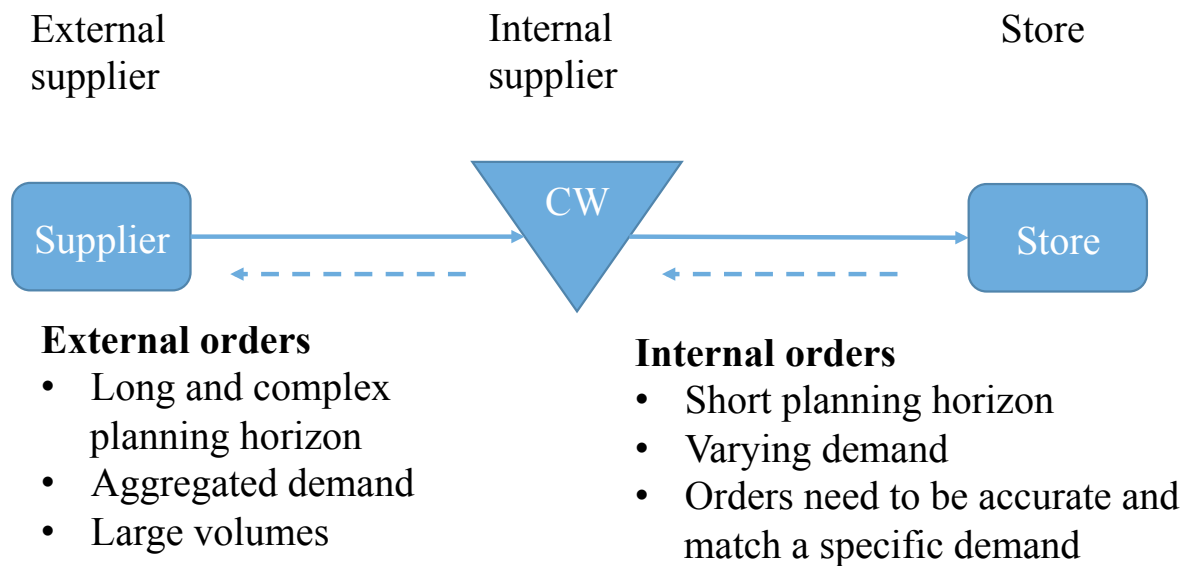 External
supplier
Internal
supplier
Store
Supplier
CW
Store
External orders
• Long and complex
planning horizon
• Aggregated demand
• Large volumes
Internal orders
• Short planning horizon
• Varying demand
• Orders need to be accurate and
match a specific demand